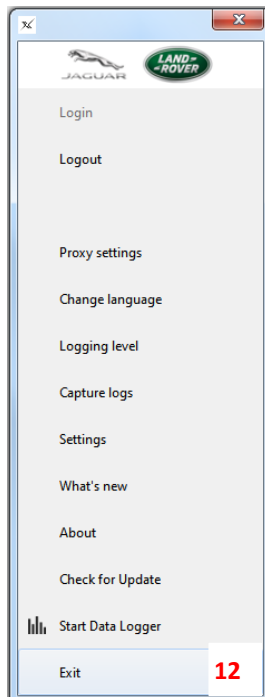 JAGUAR
LAND-
-ROVER
Login
Logout
Proxy settings
Change language
Logging level
Capture logs
Settings
What's new
About
Check for Update
Start Data Logger
Exit
12